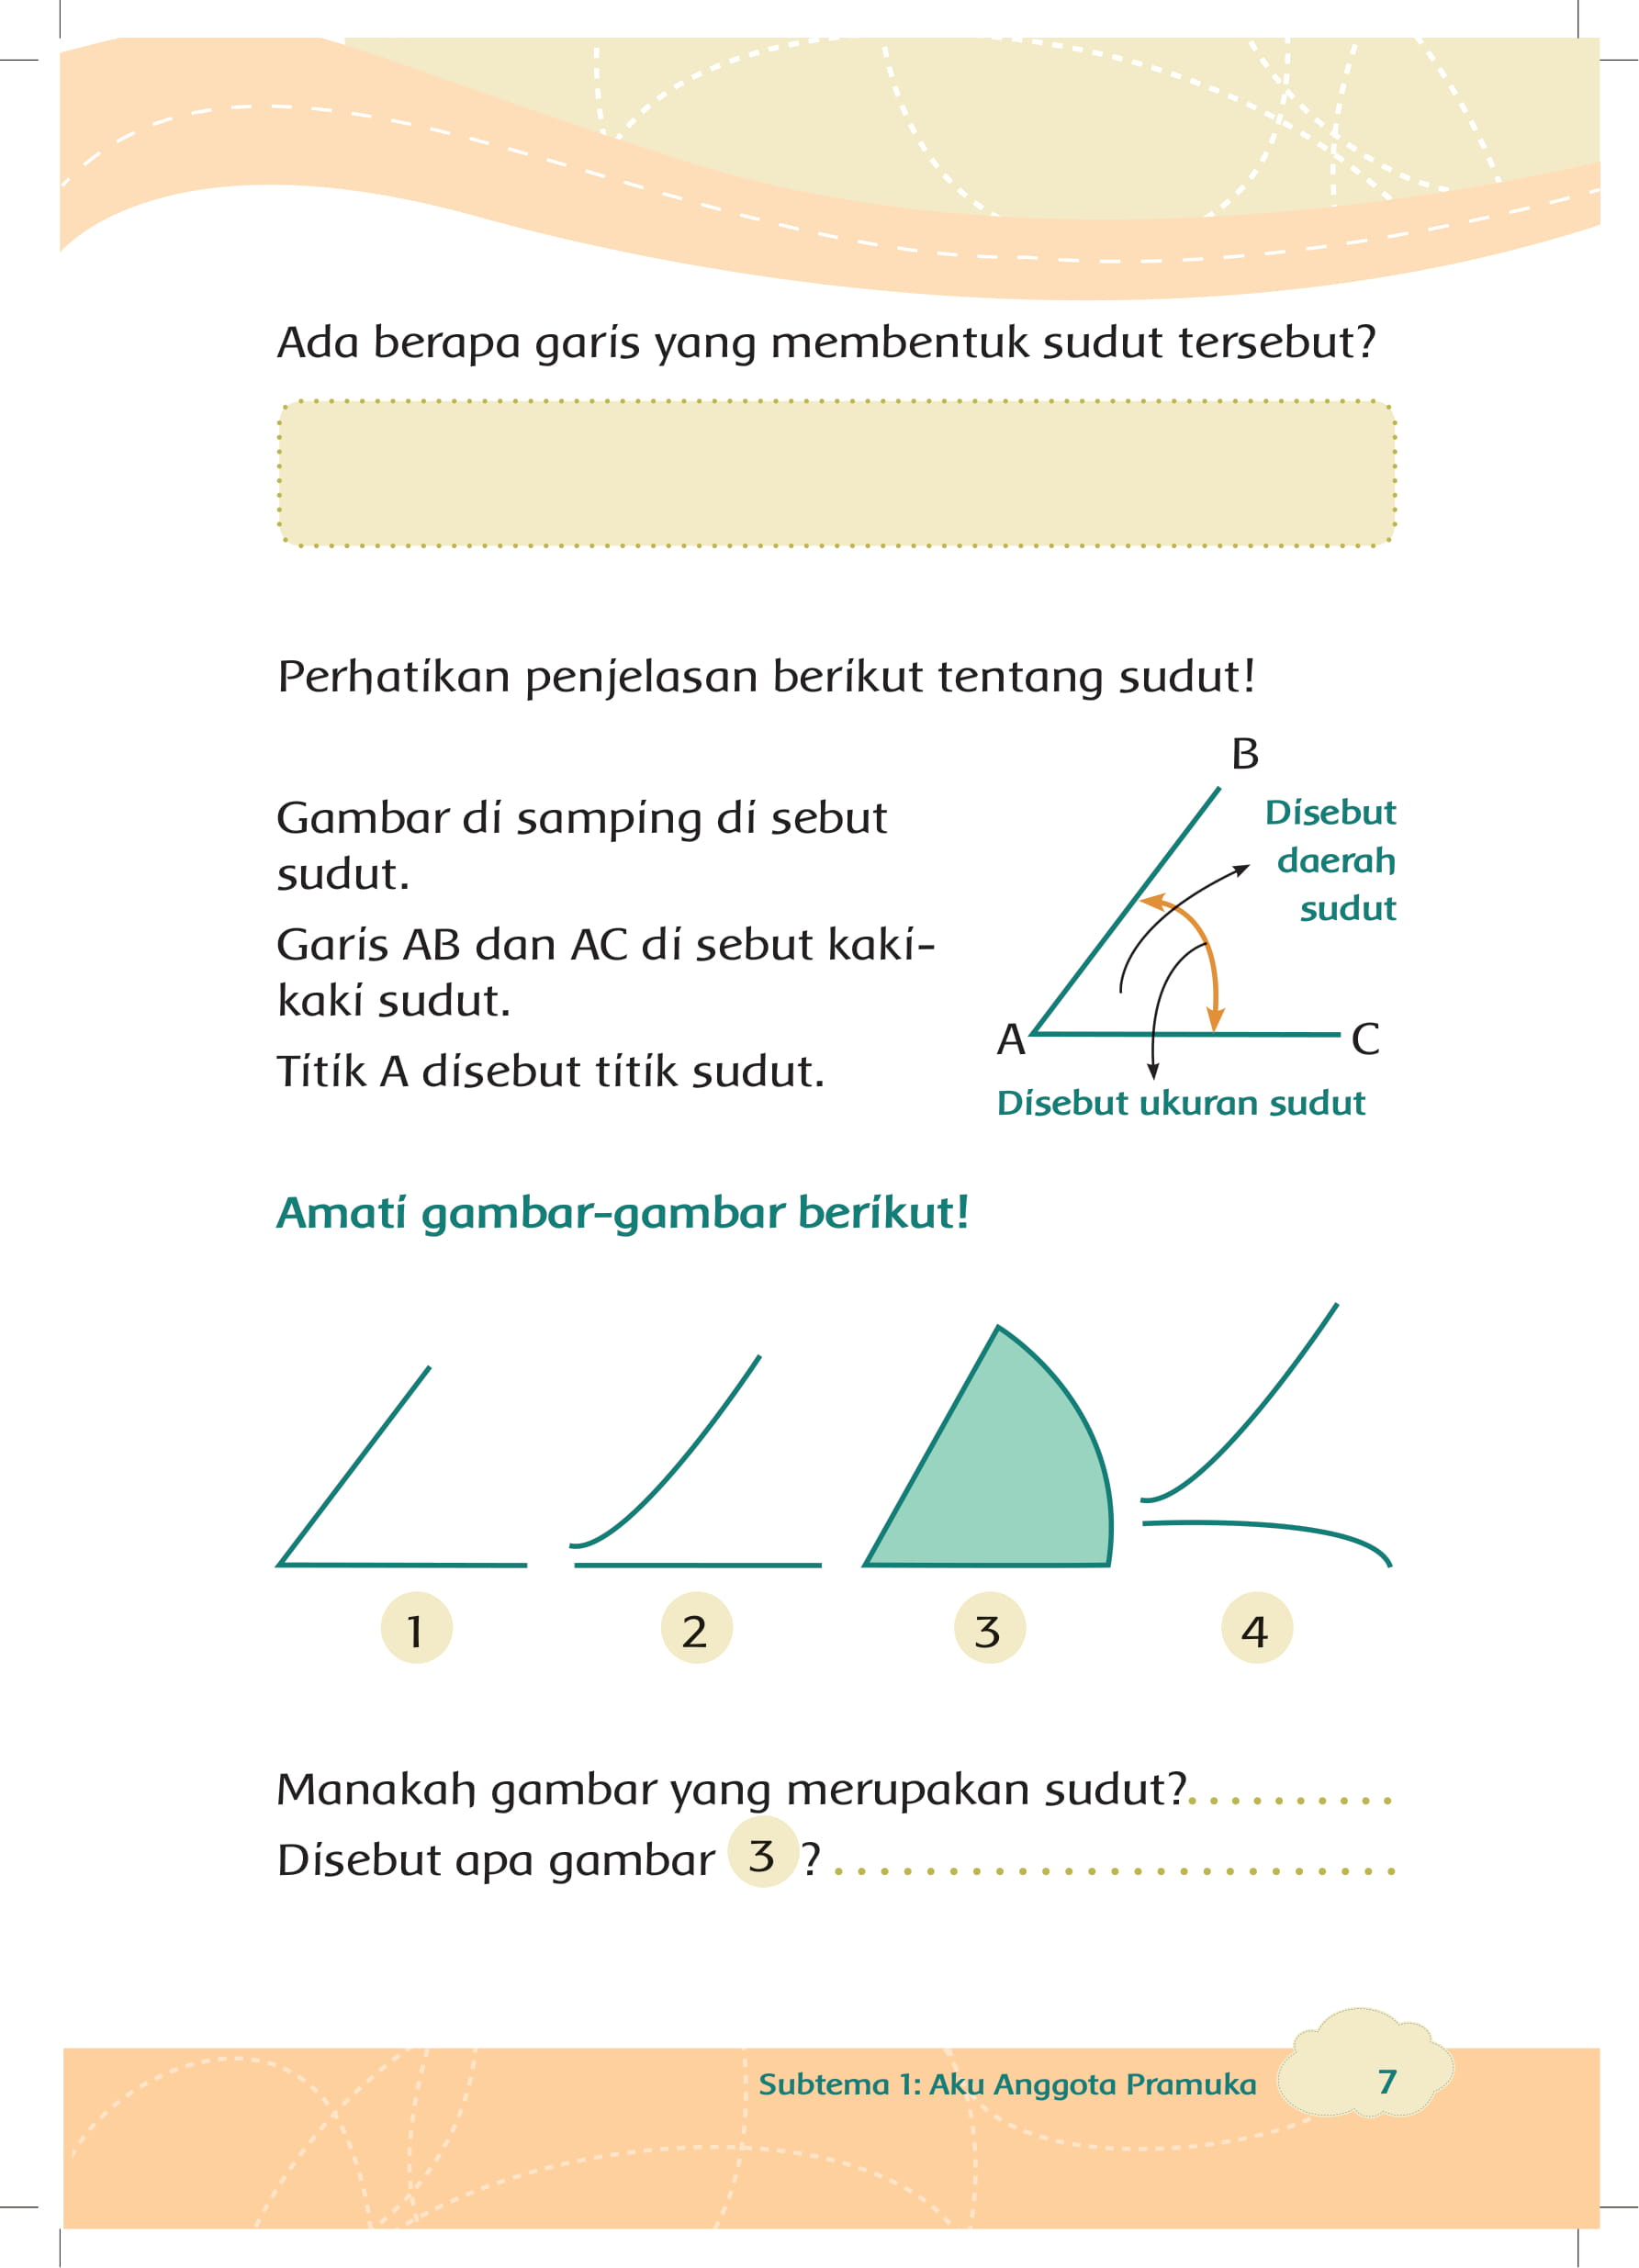 Ada berapa garis yang membentuk sudut tersebut?
Perhatikan penjelasan berikut tentang sudut!
Gambar di samping di sebut
sudut.
Garis AB dan AC di sebut kaki-
kaki sudut.
Titik A disebut titik sudut.
B
Disebut
daerah
sudut
A
C
Disebut ukuran sudut
Amati gambar-gambar berikut!
1 2 3 4
Manakah gambar yang merupakan sudut?..........
Disebut apa gambar 3 ?.........................
Subtema 1: Aku Anggota Pramuka 7